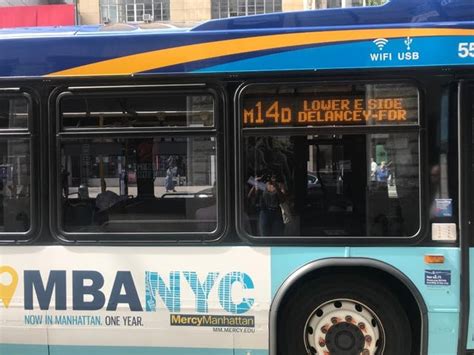 WIFI USB
55
M14D LOWER E SIDE
DELANCEY-FDR
MBANYC
NOW IN MANHATTAN. ONE YEAR.
MercyManhattan
MM.MERCY.EDU